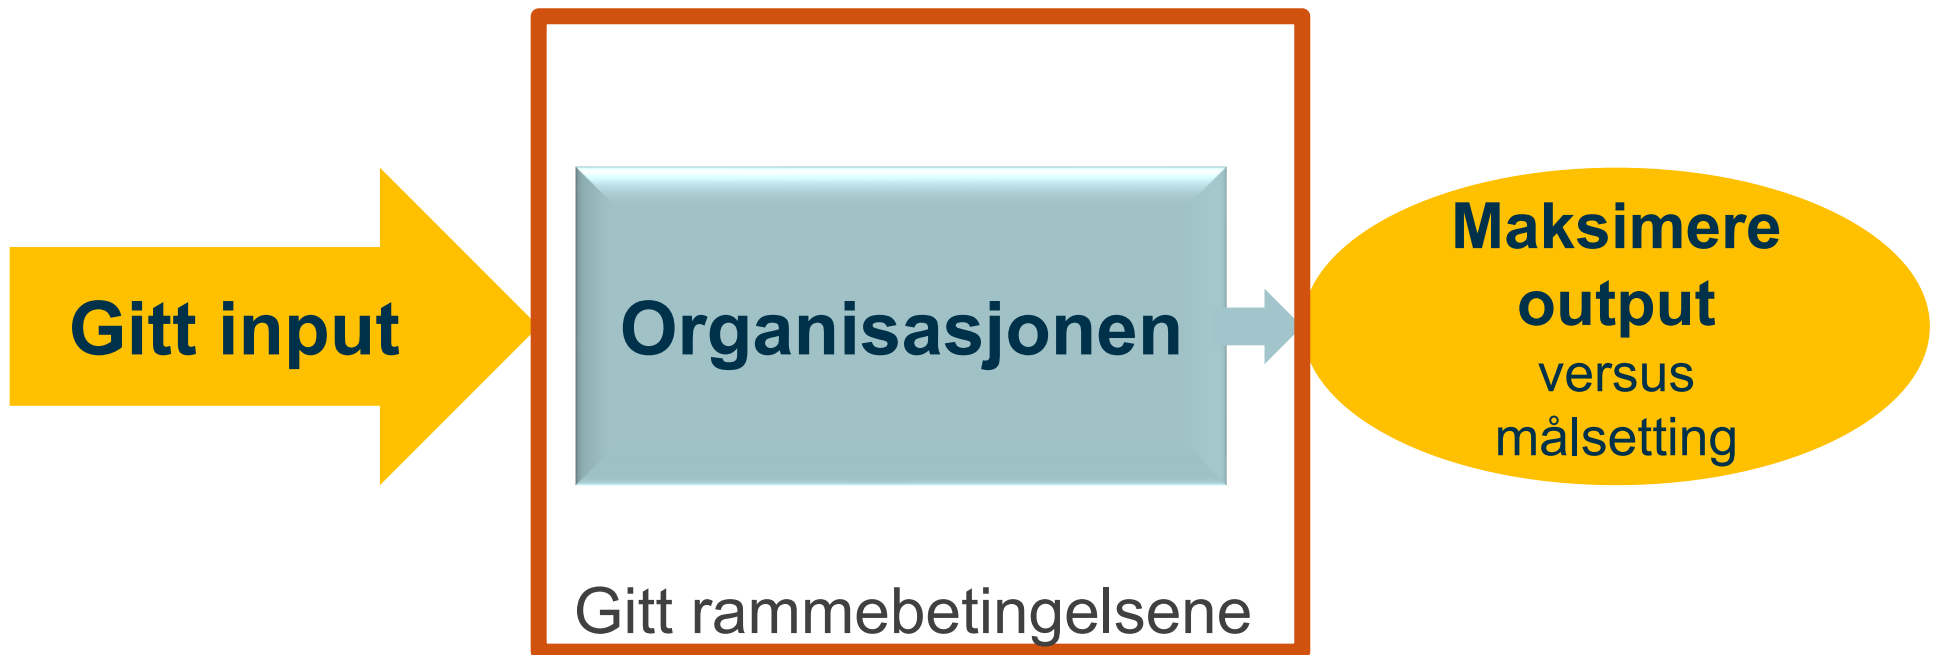 Gitt input
Organisasjonen
Maksimere
output
versus
målsetting
Gitt rammebetingelsene